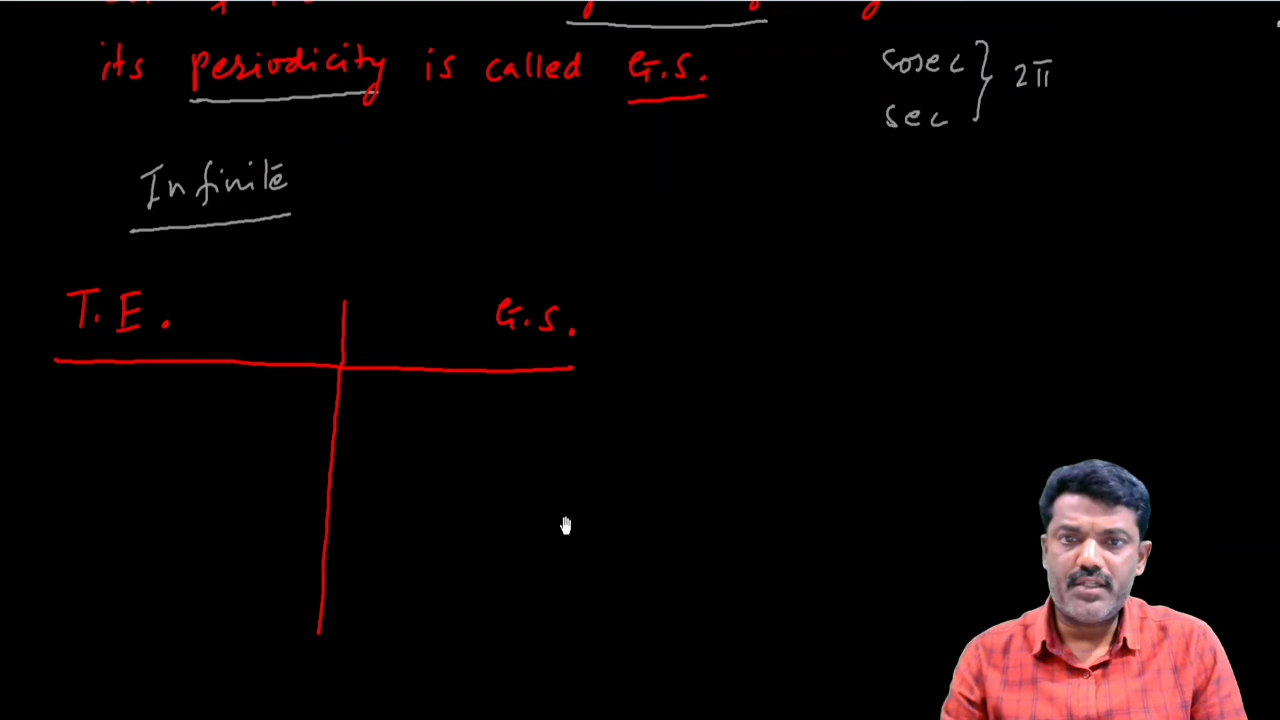 its periodicity is called G.S.
cosec } 2π
sec
Infinite
T.E. G.S.